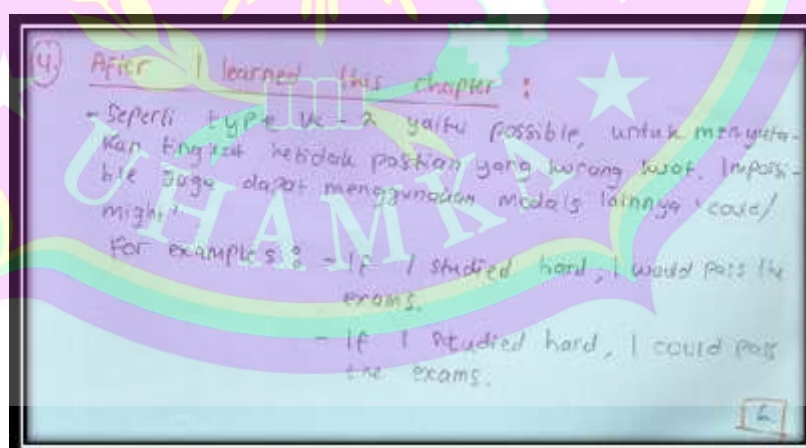 4.) After I learned this chapter :
- Seperti type ke-2 yaitu possible, untuk menyata-
kan tingkat ketidak pastian yang kurang kuat. Impossi-
ble juga dapat menggunakan modals lainnya 'could/
might'.
For examples : - If I studied hard, I would pass the
exams.
- If I studied hard, I could pass
the exams.
UHAMKA